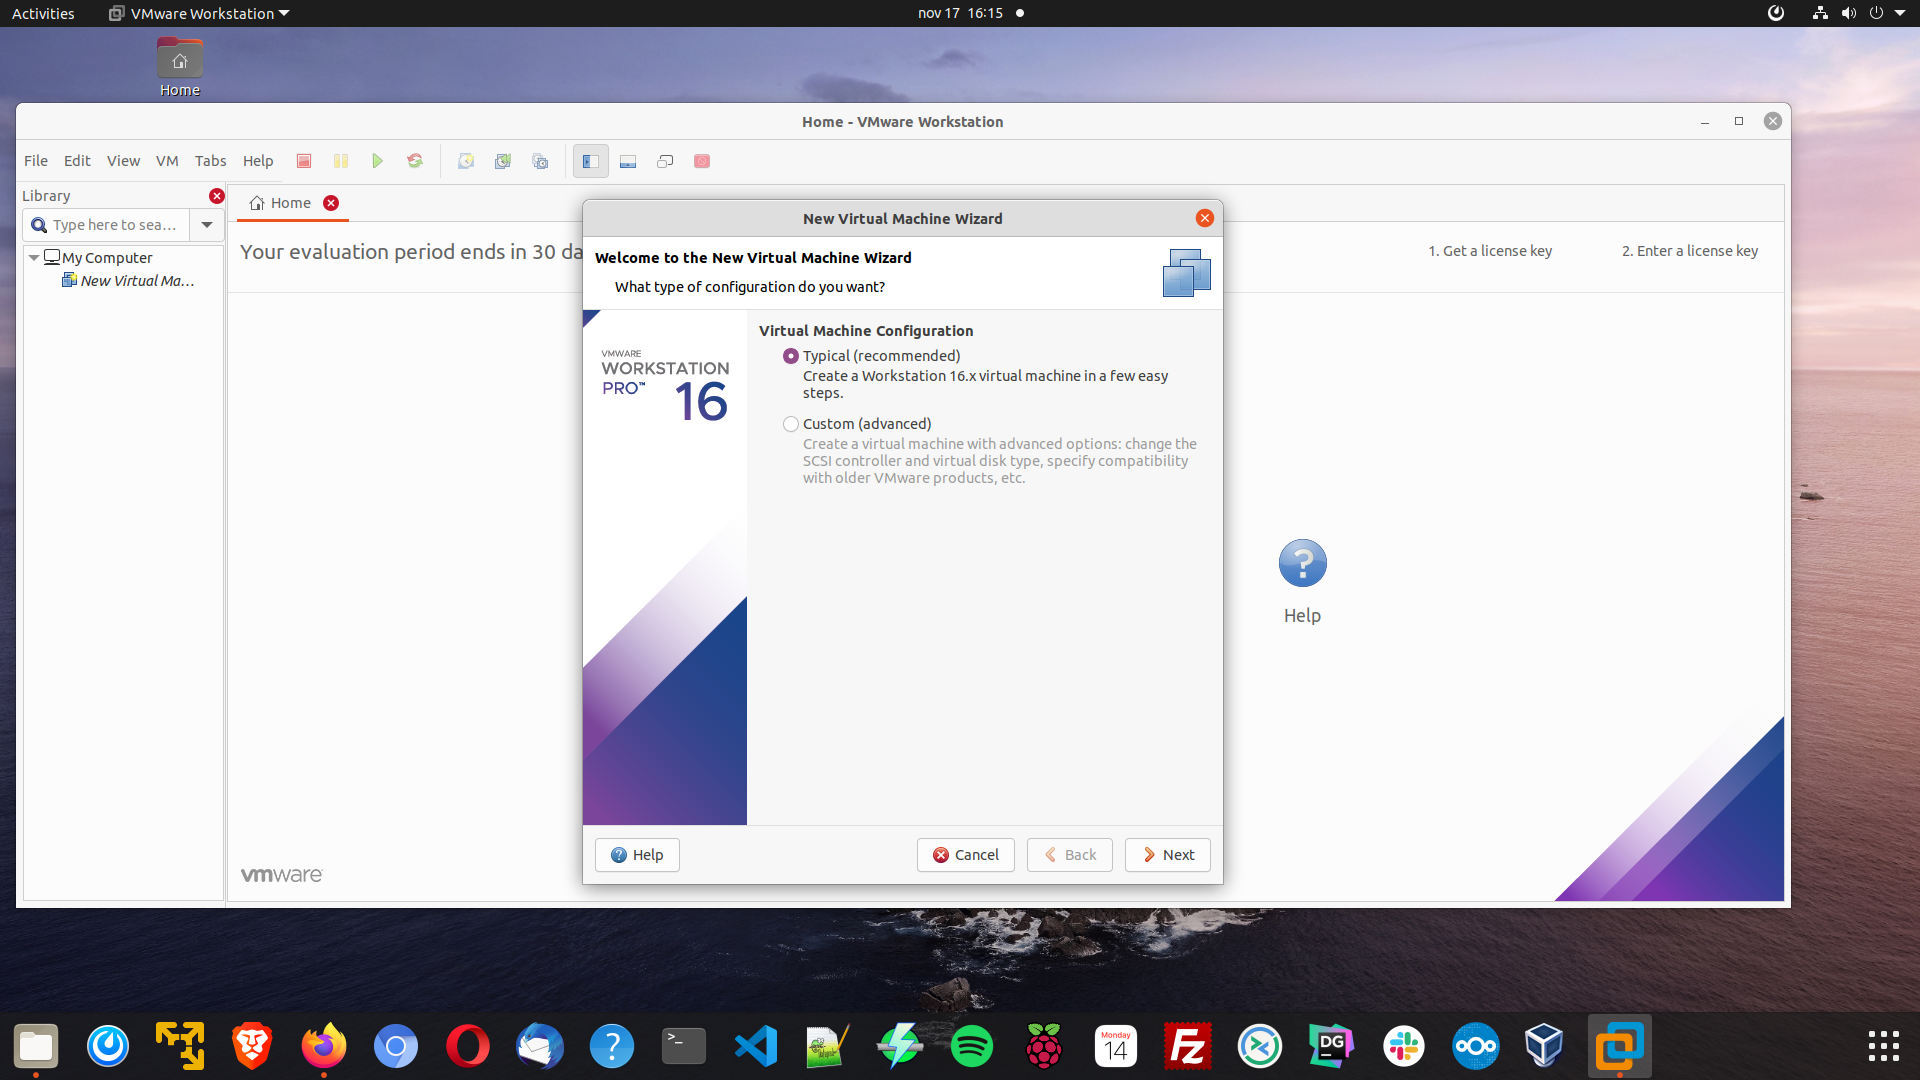 Activities
VMware Workstation
nov 17 16:15
Home
Home - VMware Workstation
File
Edit
View
VM
Tabs
Help
Library
Type here to sea...
My Computer
New Virtual Ma...
Home
Your evaluation period ends in 30 da
1. Get a license key
2. Enter a license key
New Virtual Machine Wizard
Welcome to the New Virtual Machine Wizard
What type of configuration do you want?
VMWARE
WORKSTATION
PRO™ 16
Virtual Machine Configuration
Typical (recommended)
Create a Workstation 16.x virtual machine in a few easy
steps.
Custom (advanced)
Create a virtual machine with advanced options: change the
SCSI controller and virtual disk type, specify compatibility
with older VMware products, etc.
Help
Help
Cancel
Back
Next
vmware
Monday
14
Fz
DG